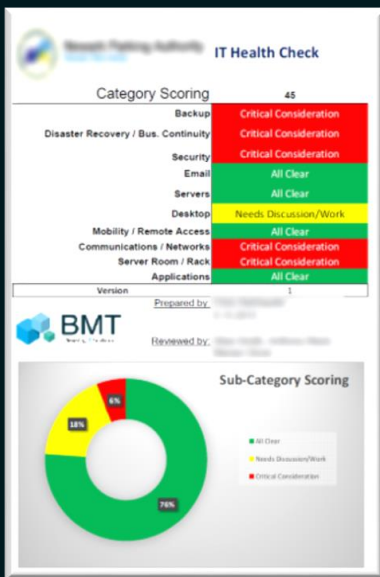 IT Health Check
Category Scoring 45
Backup Critical Consideration
Disaster Recovery / Bus. Continuity Critical Consideration
Security Critical Consideration
Email All Clear
Servers All Clear
Desktop Needs Discussion/Work
Mobility / Remote Access All Clear
Communications / Networks Critical Consideration
Server Room / Rack Critical Consideration
Applications All Clear
Version 1
Prepared by:
BMT
Reviewed by:
Sub-Category Scoring
6%
18%
76%
All Clear
Needs Discussion/Work
Critical Consideration